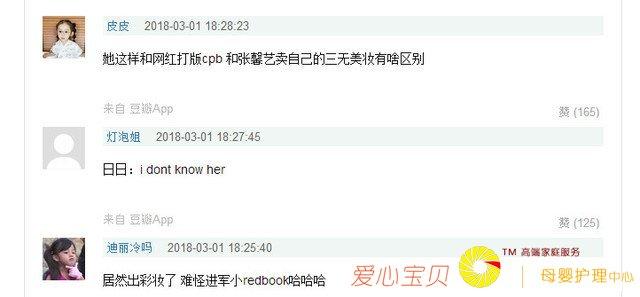 皮皮 2018-03-01 18:28:23
她这样和网红打版cpb 和张馨艺卖自己的三无美妆有啥区别
来自 豆瓣App
赞 (165)
灯泡姐 2018-03-01 18:27:45
日日：i dont know her
来自 豆瓣App
赞 (125)
迪丽冷吗 2018-03-01 18:25:40
居然出彩妆了 难怪进军小redbook哈哈哈
爱心宝贝 TM 高端家庭服务
母婴护理中心